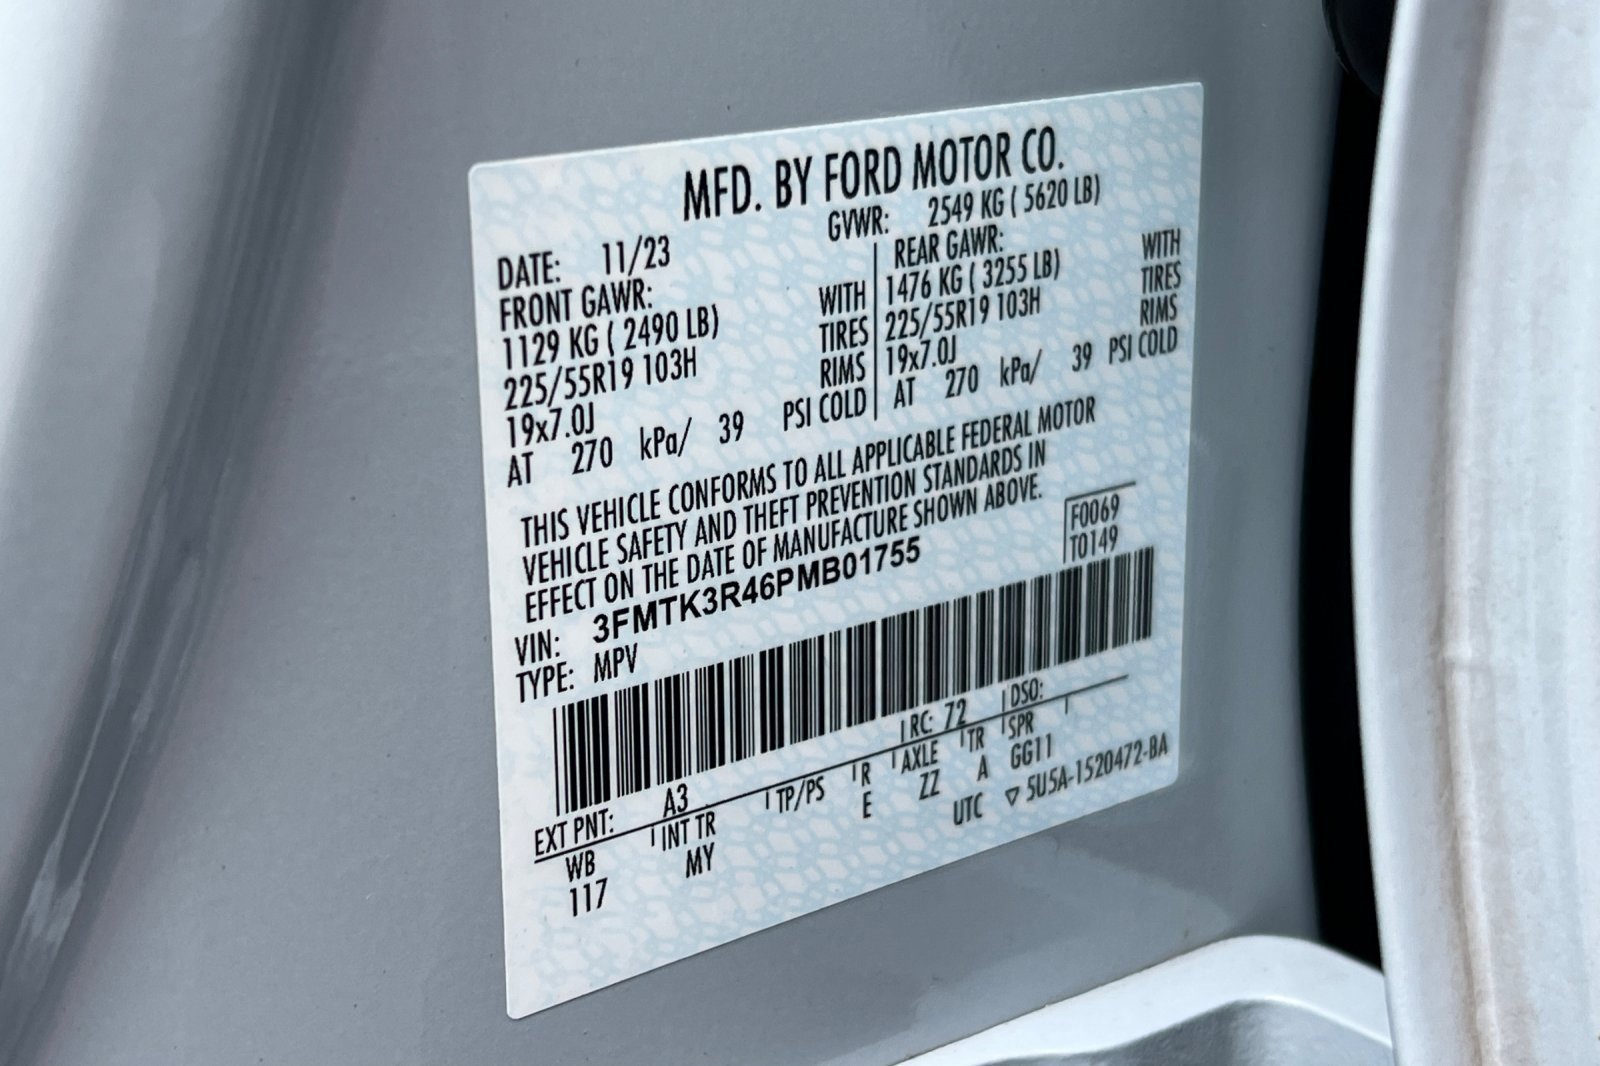 MFD. BY FORD MOTOR CO.
DATE: 11/23 GVWR: 2549 KG ( 5620 LB)
FRONT GAWR: REAR GAWR:
1129 KG ( 2490 LB) WITH 1476 KG ( 3255 LB) WITH
225/55R19 103H TIRES 225/55R19 103H TIRES
19x7.0J RIMS 19x7.0J RIMS
AT 270 kPa/ 39 PSI COLD AT 270 kPa/ 39 PSI COLD
THIS VEHICLE CONFORMS TO ALL APPLICABLE FEDERAL MOTOR
VEHICLE SAFETY AND THEFT PREVENTION STANDARDS IN
EFFECT ON THE DATE OF MANUFACTURE SHOWN ABOVE.
F0069
T0149
VIN: 3FMTK3R46PMB01755
TYPE: MPV
EXT PNT: A3 RC: 72 DSO:
WB INT TR TP/PS R AXLE TR SPR
117 MY E ZZ A GG11
UTC ▽ 5U5A-1520472-BA